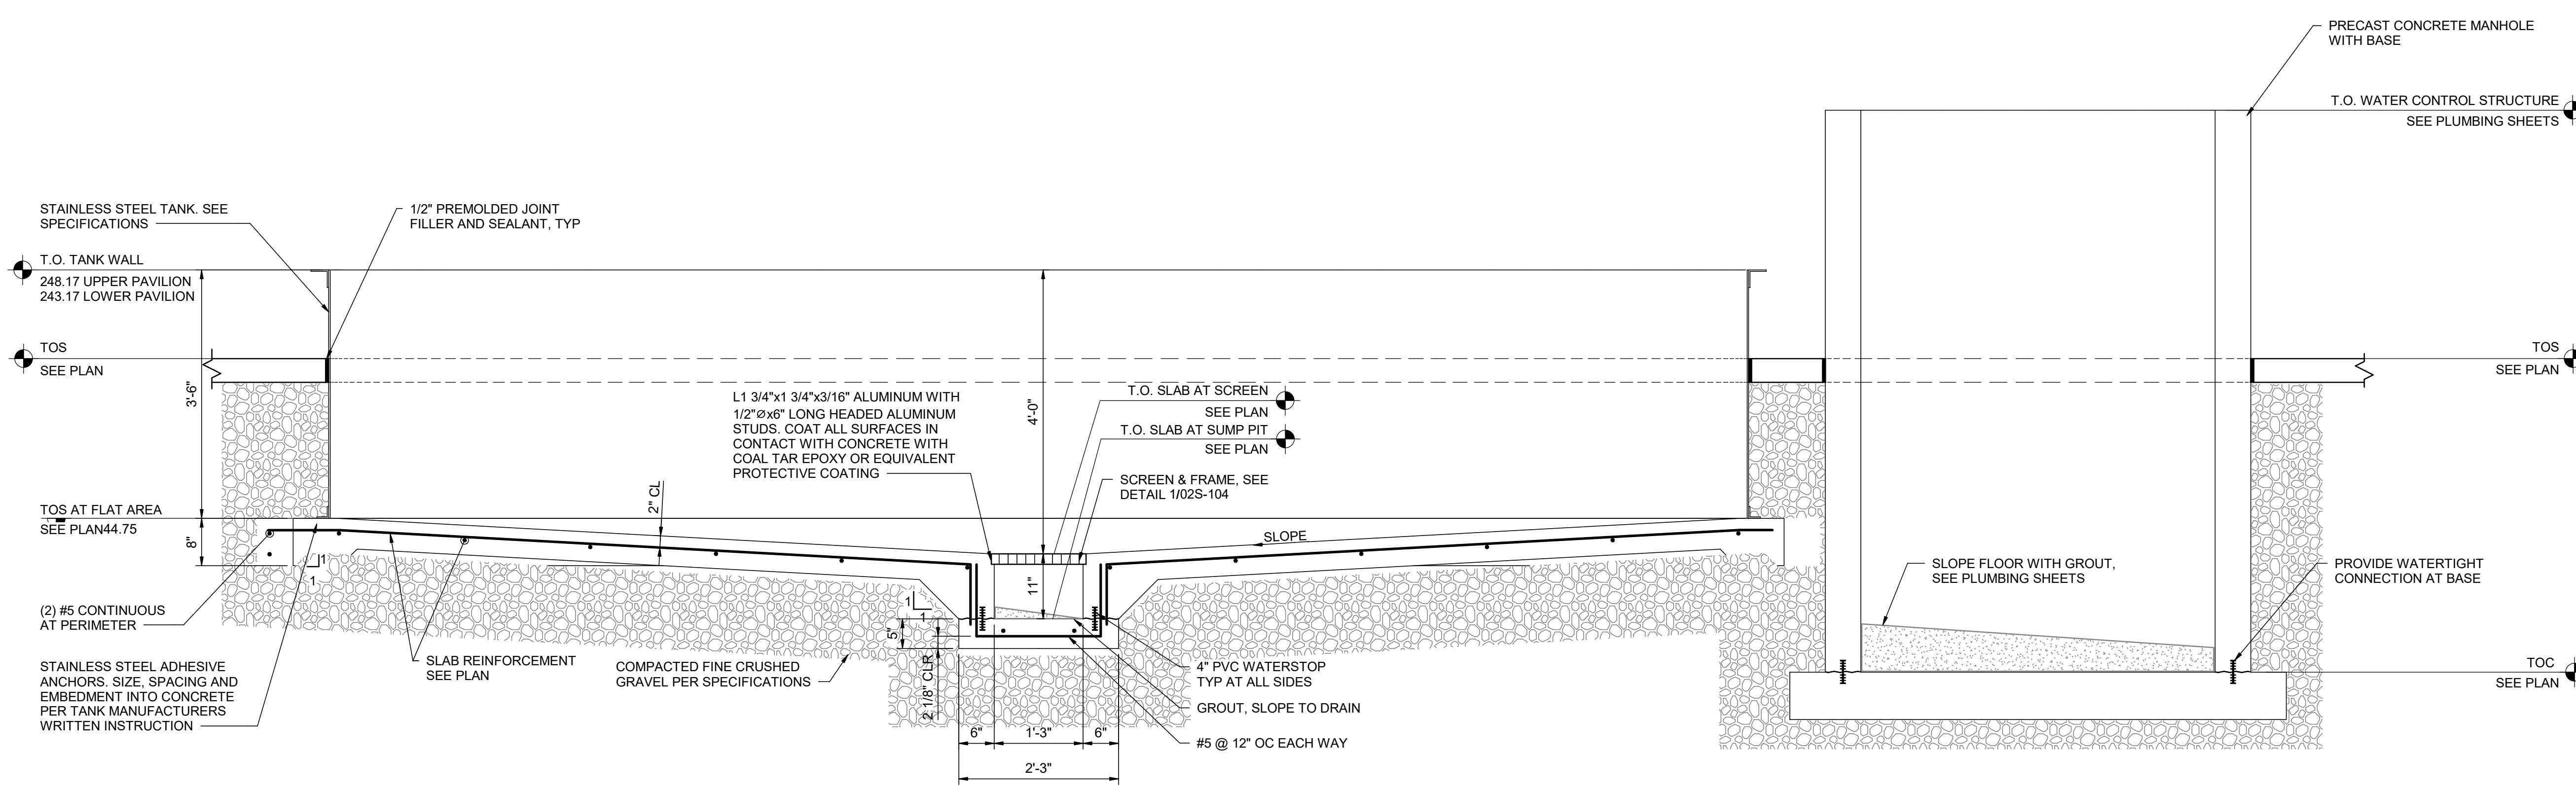 PRECAST CONCRETE MANHOLE
WITH BASE
T.O. WATER CONTROL STRUCTURE
SEE PLUMBING SHEETS
STAINLESS STEEL TANK. SEE
SPECIFICATIONS
1/2" PREMOLDED JOINT
FILLER AND SEALANT, TYP
T.O. TANK WALL
248.17 UPPER PAVILION
243.17 LOWER PAVILION
TOS
SEE PLAN
3'-6"
4'-0"
TOS
SEE PLAN
L1 3/4"x1 3/4"x3/16" ALUMINUM WITH
1/2"Øx6" LONG HEADED ALUMINUM
STUDS. COAT ALL SURFACES IN
CONTACT WITH CONCRETE WITH
COAL TAR EPOXY OR EQUIVALENT
PROTECTIVE COATING
T.O. SLAB AT SCREEN
SEE PLAN
T.O. SLAB AT SUMP PIT
SEE PLAN
SCREEN & FRAME, SEE
DETAIL 1/02S-104
2" CL
TOS AT FLAT AREA
SEE PLAN44.75
8"
1
1
SLOPE
11"
1
1
5"
2 1/8" CLR
SLOPE FLOOR WITH GROUT,
SEE PLUMBING SHEETS
PROVIDE WATERTIGHT
CONNECTION AT BASE
(2) #5 CONTINUOUS
AT PERIMETER
STAINLESS STEEL ADHESIVE
ANCHORS. SIZE, SPACING AND
EMBEDMENT INTO CONCRETE
PER TANK MANUFACTURERS
WRITTEN INSTRUCTION
SLAB REINFORCEMENT
SEE PLAN
COMPACTED FINE CRUSHED
GRAVEL PER SPECIFICATIONS
4" PVC WATERSTOP
TYP AT ALL SIDES
GROUT, SLOPE TO DRAIN
#5 @ 12" OC EACH WAY
TOC
SEE PLAN
6"
1'-3"
6"
2'-3"